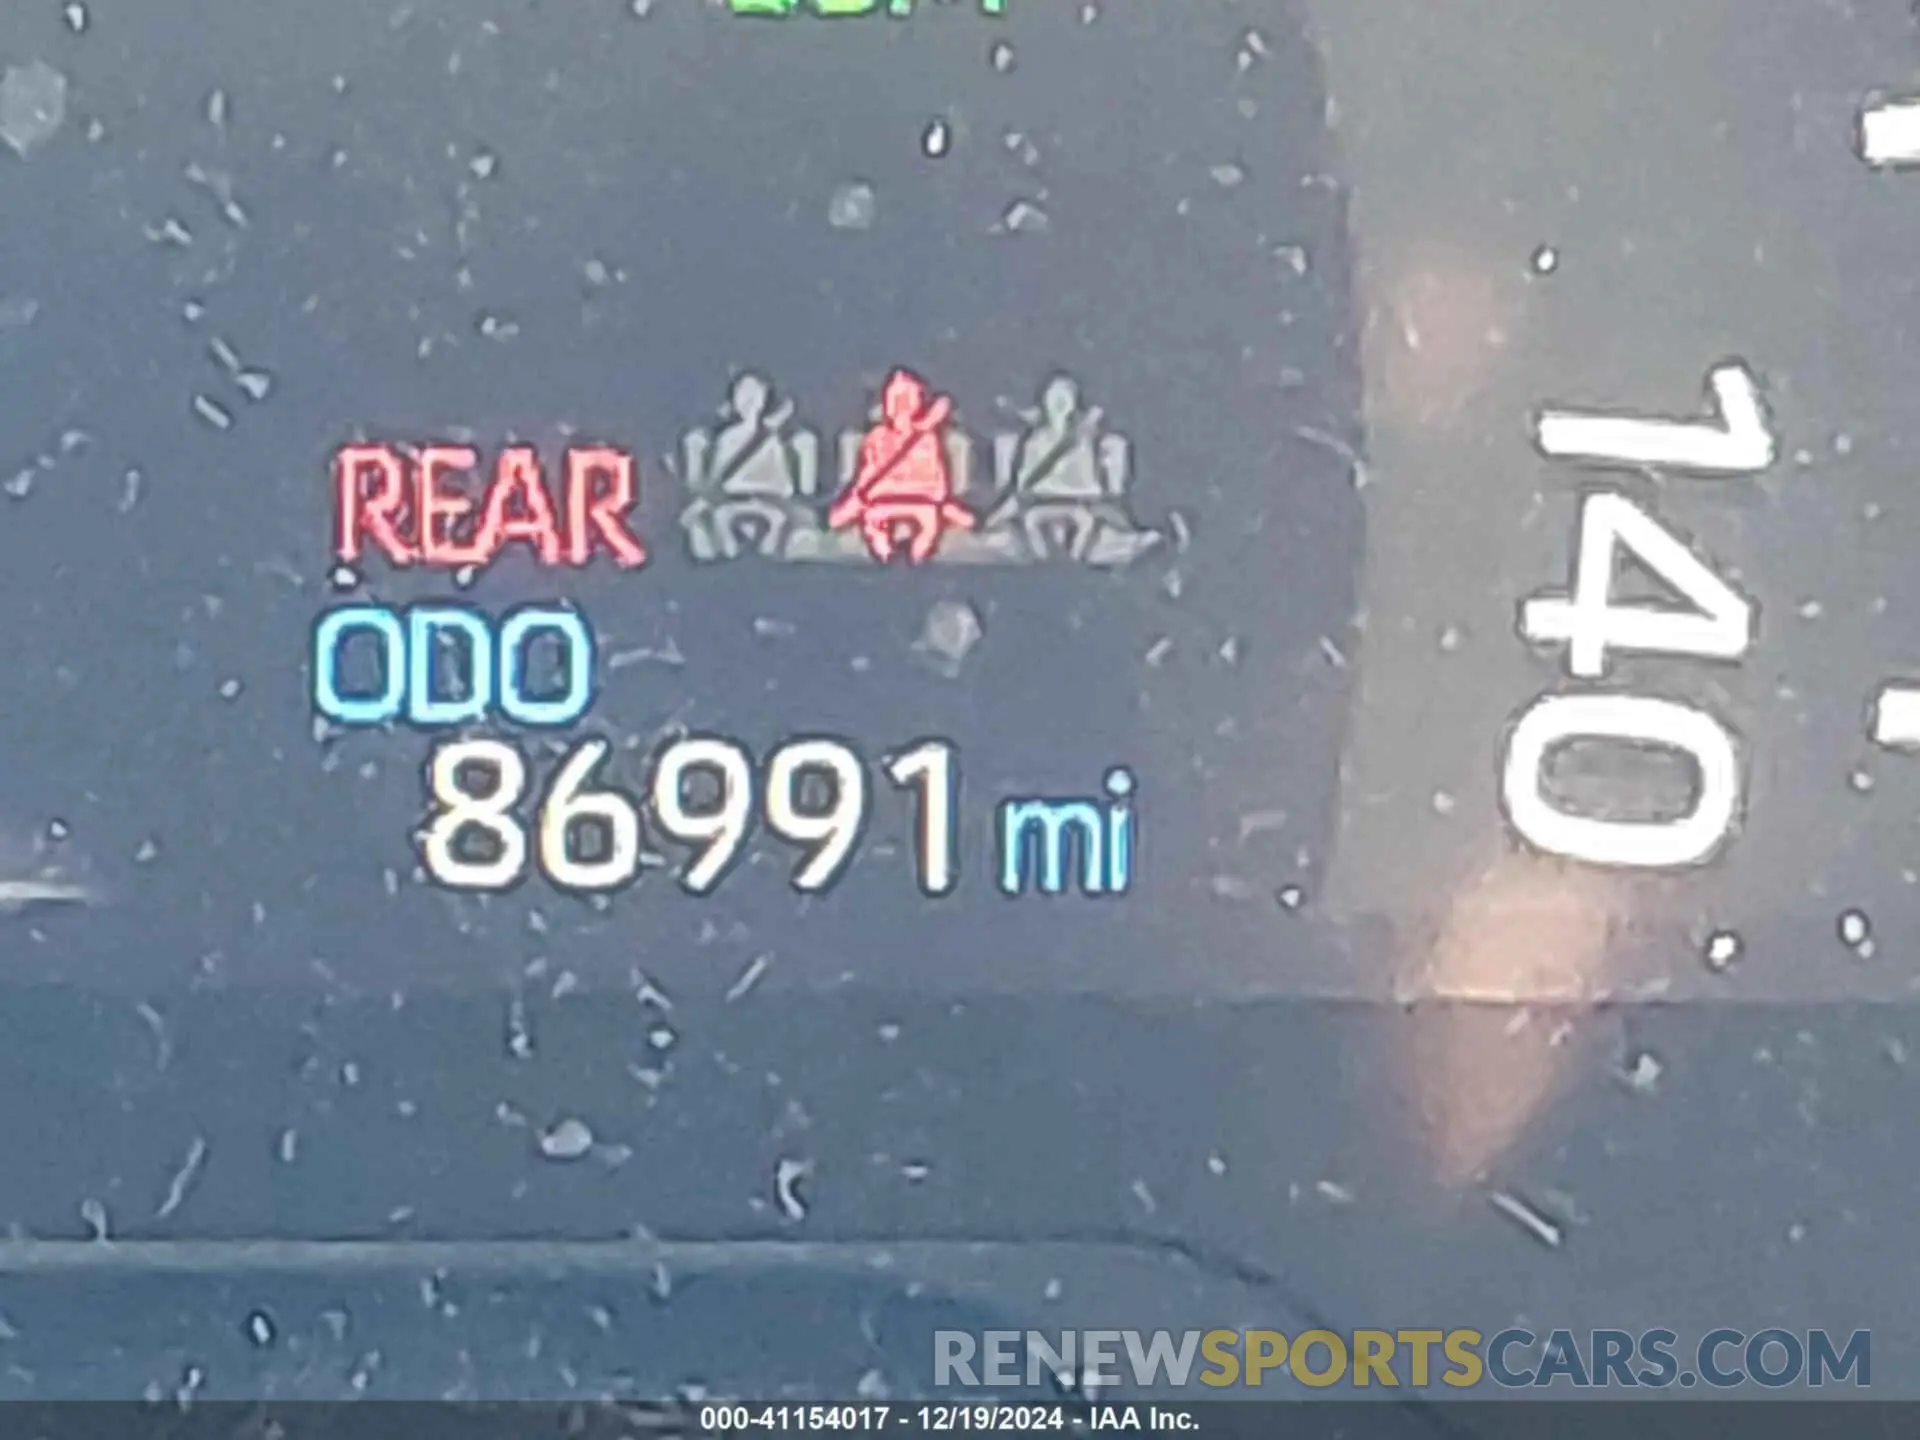 REAR
ODO
86991 mi
140
RENEWSPORTSCARS.COM
000-41154017 - 12/19/2024 - IAA Inc.